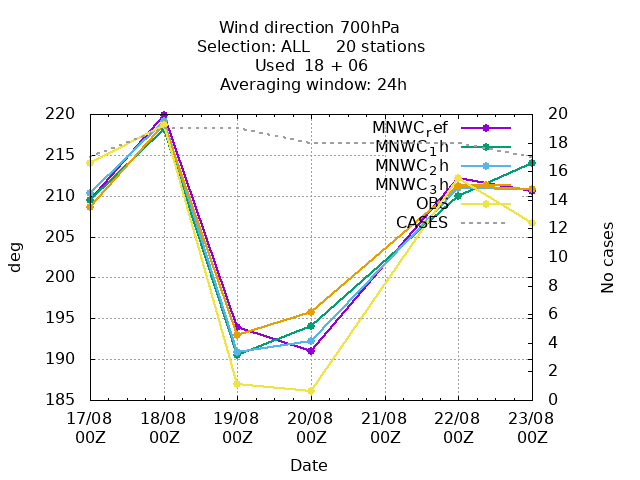 Wind direction 700hPa
Selection: ALL 20 stations
Used 18 + 06
Averaging window: 24h
220
215
210
205
200
195
190
185
deg
20
18
16
14
12
10
8
6
4
2
0
No cases
MNWC_ref
MNWC_1h
MNWC_2h
MNWC_3h
OBS
CASES
17/08 18/08 19/08 20/08 21/08 22/08 23/08
00Z 00Z 00Z 00Z 00Z 00Z 00Z
Date